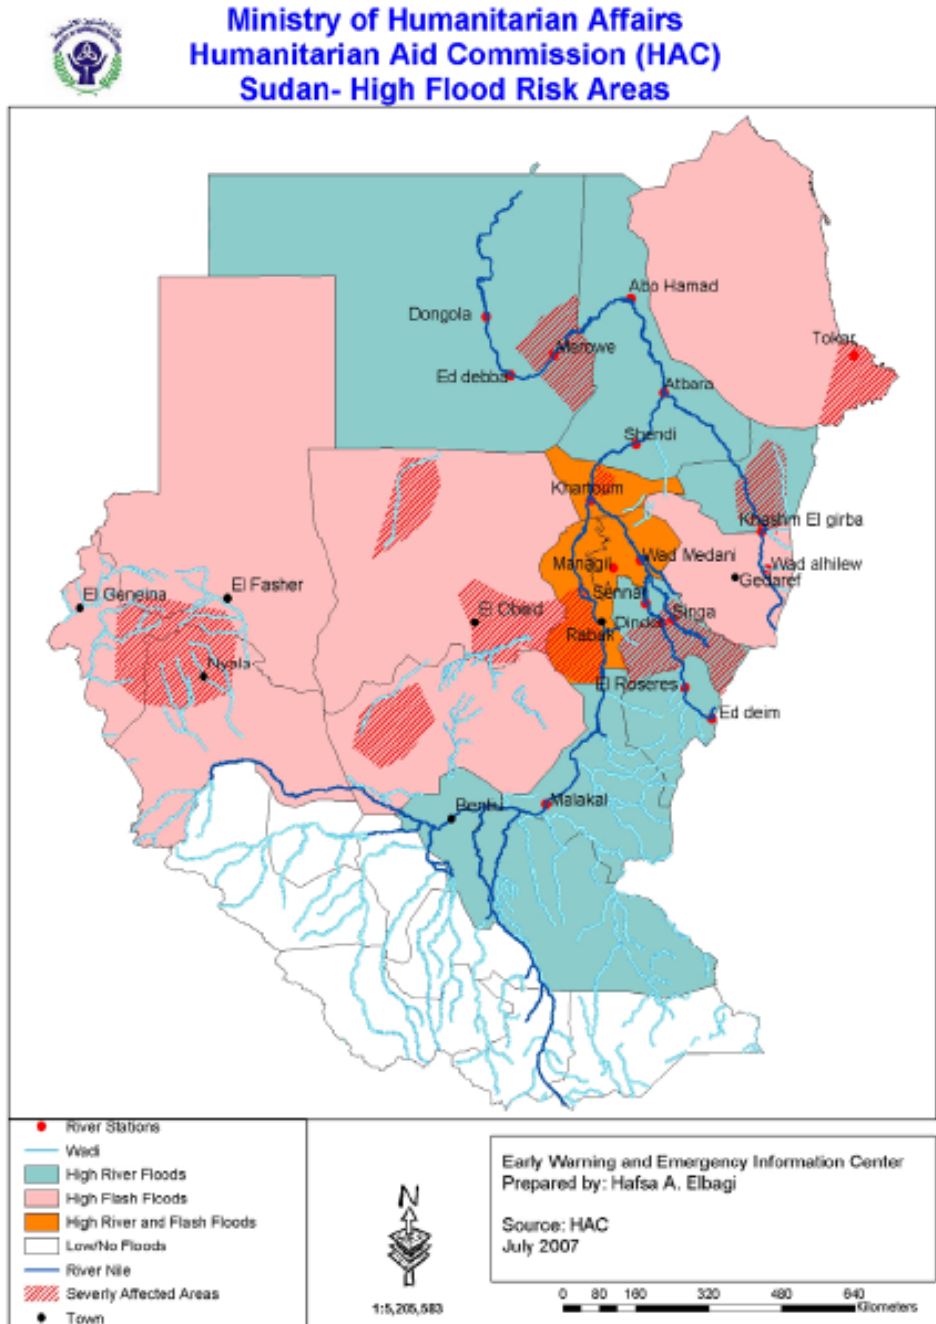 Ministry of Humanitarian Affairs
Humanitarian Aid Commission (HAC)
Sudan- High Flood Risk Areas
Abo Hamad
Dongola
Tokar
Merowe
Ed debba
Atbara
Shendi
Khartoum
Khashm El girba
Wad Medani
Wad alhilew
Managil
Gedaref
El Fasher
El Geneina
Sennar
El Obeid
Singa
Rabak
Dinder
Nyala
El Roseres
Ed deim
Malakal
Bentu
River Stations
Wadi
High River Floods
High Flash Floods
High River and Flash Floods
Low/No Floods
River Nile
Severly Affected Areas
Town
N
1:5,205,583
Early Warning and Emergency Information Center
Prepared by: Hafsa A. Elbagi
Source: HAC
July 2007
0 80 160 320 480 640
Kilometers